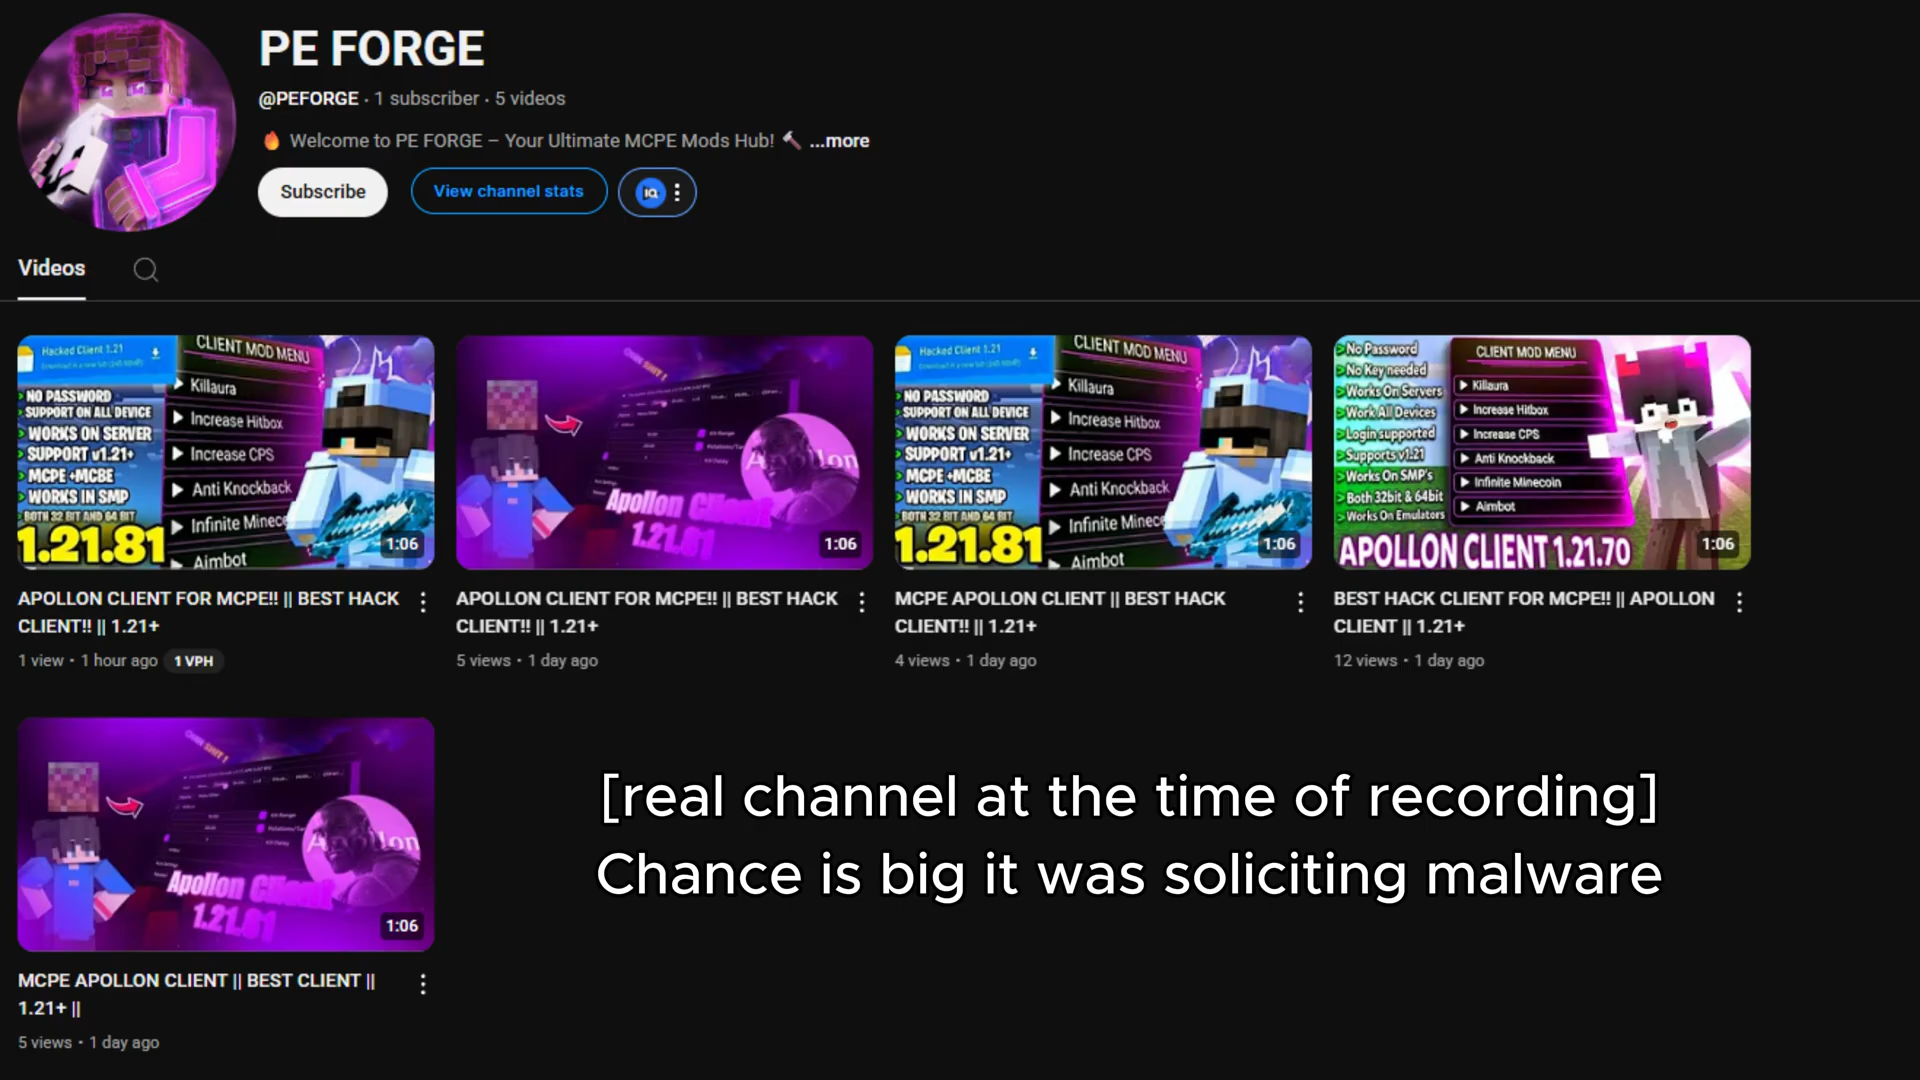 PE FORGE
@PEFORGE · 1 subscriber · 5 videos
🔥 Welcome to PE FORGE – Your Ultimate MCPE Mods Hub! 🔨 ...more
Subscribe
View channel stats
IQ
Videos
Hacked Client 1.21
NO PASSWORD
SUPPORT ON ALL DEVICE
WORKS ON SERVER
SUPPORT v1.21+
MCPE +MCBE
WORKS IN SMP
BOTH 32 BIT AND 64 BIT
1.21.81
CLIENT MOD MENU
Killaura
Increase Hitbox
Increase CPS
Anti Knockback
Infinite Minec
Aimbot
1:06
Apollon Client
1.21.81
1:06
Hacked Client 1.21
NO PASSWORD
SUPPORT ON ALL DEVICE
WORKS ON SERVER
SUPPORT v1.21+
MCPE +MCBE
WORKS IN SMP
BOTH 32 BIT AND 64 BIT
1.21.81
CLIENT MOD MENU
Killaura
Increase Hitbox
Increase CPS
Anti Knockback
Infinite Minec
Aimbot
1:06
>No Password
>No Key needed
>Works On Servers
>Work All Devices
>Login supported
>Supports v1.21
>Works On SMP's
>Both 32bit & 64bit
>Works On Emulators
CLIENT MOD MENU
Killaura
Increase Hitbox
Increase CPS
Anti Knockback
Infinite Minecoin
Aimbot
APOLLON CLIENT 1.21.70
1:06
APOLLON CLIENT FOR MCPE!! || BEST HACK
CLIENT!! || 1.21+
1 view · 1 hour ago 1 VPH
APOLLON CLIENT FOR MCPE!! || BEST HACK
CLIENT!! || 1.21+
5 views · 1 day ago
MCPE APOLLON CLIENT || BEST HACK
CLIENT!! || 1.21+
4 views · 1 day ago
BEST HACK CLIENT FOR MCPE!! || APOLLON
CLIENT || 1.21+
12 views · 1 day ago
Apollon Client
1.21.81
1:06
MCPE APOLLON CLIENT || BEST CLIENT ||
1.21+ ||
5 views · 1 day ago
[real channel at the time of recording]
Chance is big it was soliciting malware